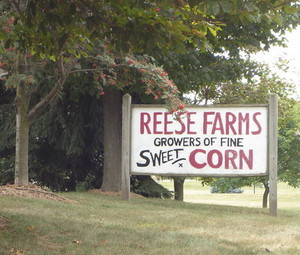 REESE FARMS
GROWERS OF FINE
SWEET x CORN